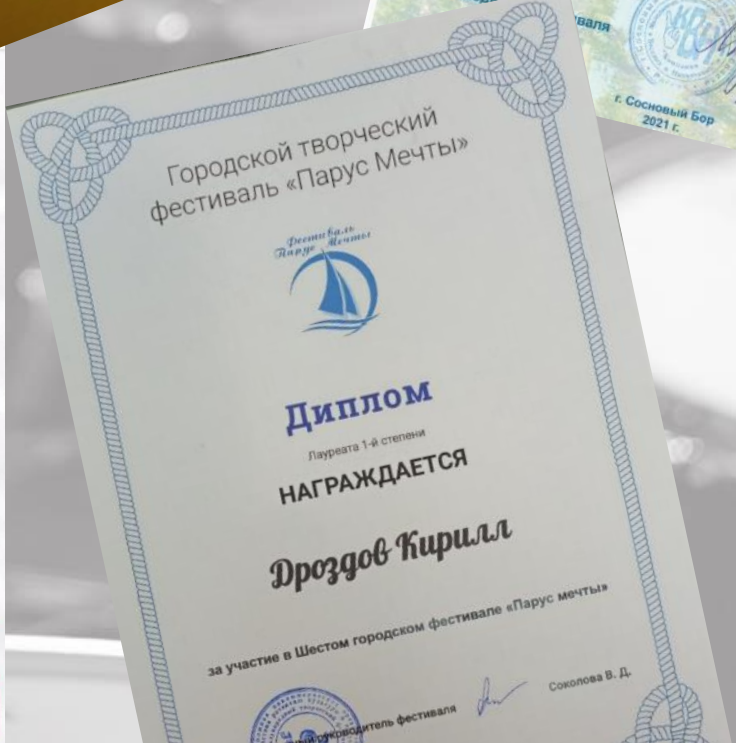 валя
г. Сосновый Бор
2021 г.
Городской творческий
фестиваль «Парус Мечты»
Фестиваль
Парус Мечты
Диплом
Лауреата 1-й степени
НАГРАЖДАЕТСЯ
Дроздов Кирилл
за участие в Шестом городском фестивале «Парус мечты»
руководитель фестиваля
Соколова В. Д.